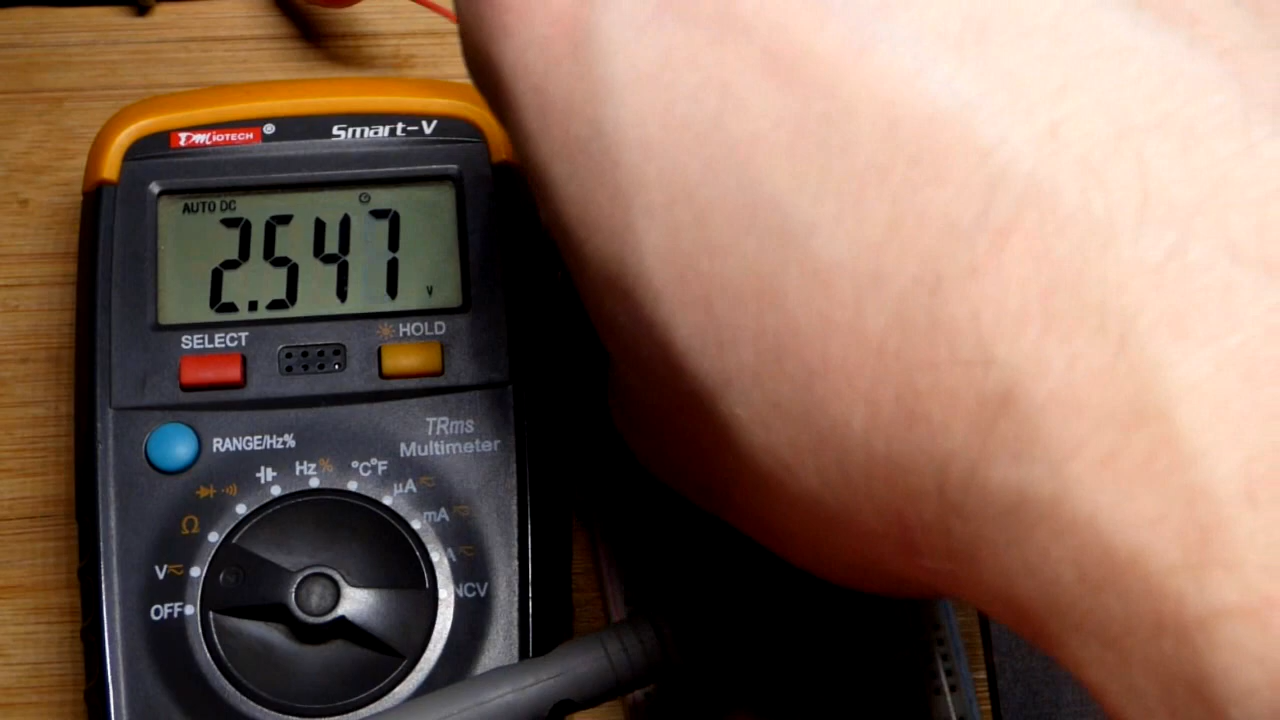 DMiOTECH ® Smart-V
AUTO DC
2.547 V
SELECT HOLD
RANGE/Hz%
TRms
Multimeter
Hz %
°C°F
µA
mA
A
Ω
V
OFF
NCV